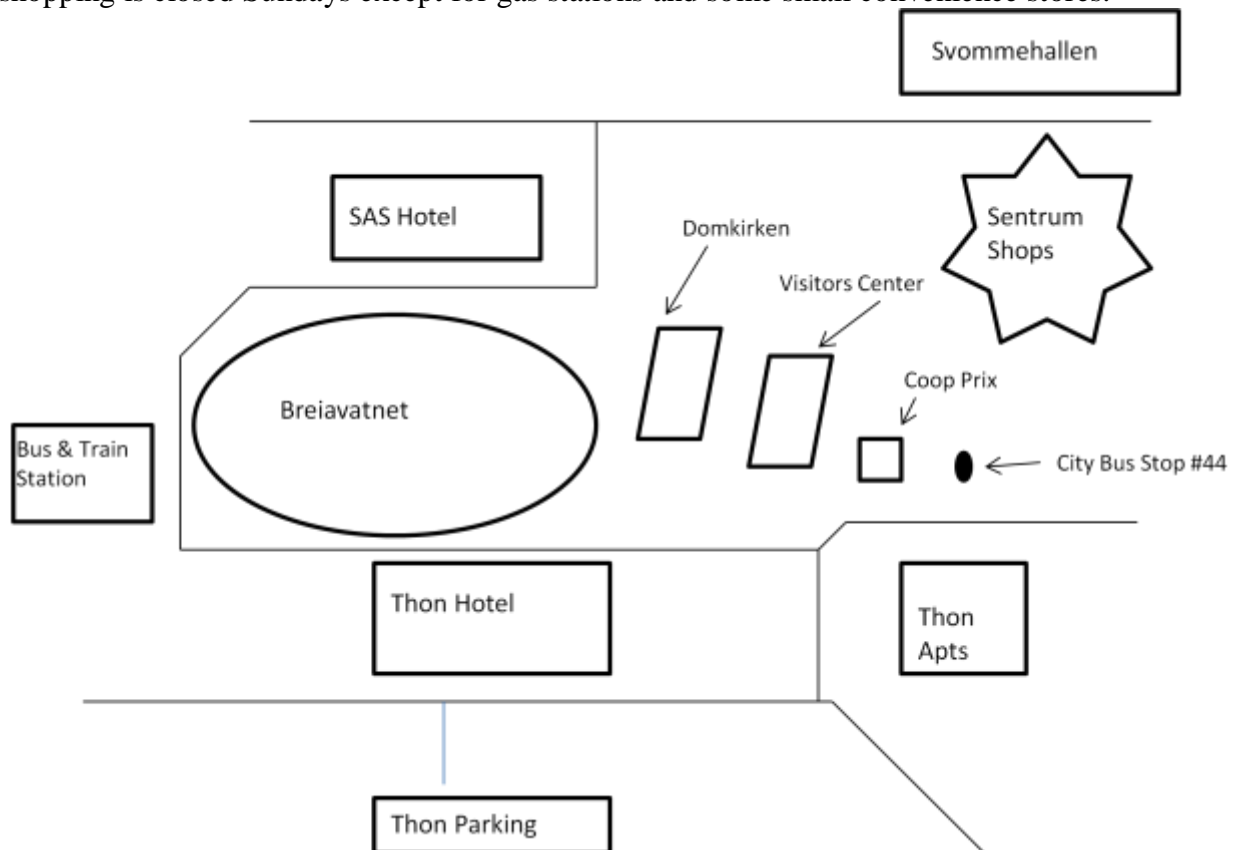 shopping is closed Sundays except for gas stations and some small convenience stores.
Svommehallen
SAS Hotel
Domkirken
Sentrum
Shops
Visitors Center
Coop Prix
Breiavatnet
Bus & Train
Station
City Bus Stop #44
Thon Hotel
Thon
Apts
Thon Parking